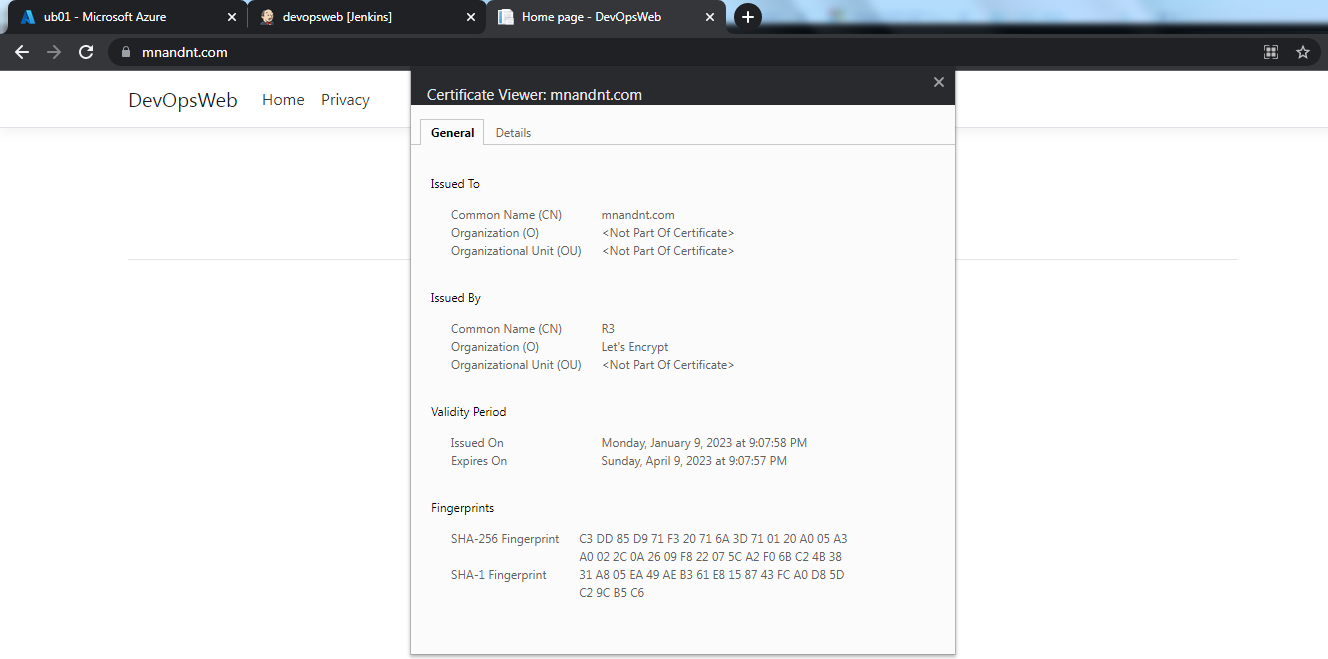 ub01 - Microsoft Azure
devopsweb [Jenkins]
Home page - DevOpsWeb
mnandnt.com
DevOpsWeb Home Privacy
Certificate Viewer: mnandnt.com
General Details
Issued To
Common Name (CN) mnandnt.com
Organization (O) <Not Part Of Certificate>
Organizational Unit (OU) <Not Part Of Certificate>
Issued By
Common Name (CN) R3
Organization (O) Let's Encrypt
Organizational Unit (OU) <Not Part Of Certificate>
Validity Period
Issued On Monday, January 9, 2023 at 9:07:58 PM
Expires On Sunday, April 9, 2023 at 9:07:57 PM
Fingerprints
SHA-256 Fingerprint C3 DD 85 D9 71 F3 20 71 6A 3D 71 01 20 A0 05 A3
A0 02 2C 0A 26 09 F8 22 07 5C A2 F0 6B C2 4B 38
SHA-1 Fingerprint 31 A8 05 EA 49 AE B3 61 E8 15 87 43 FC A0 D8 5D
C2 9C B5 C6